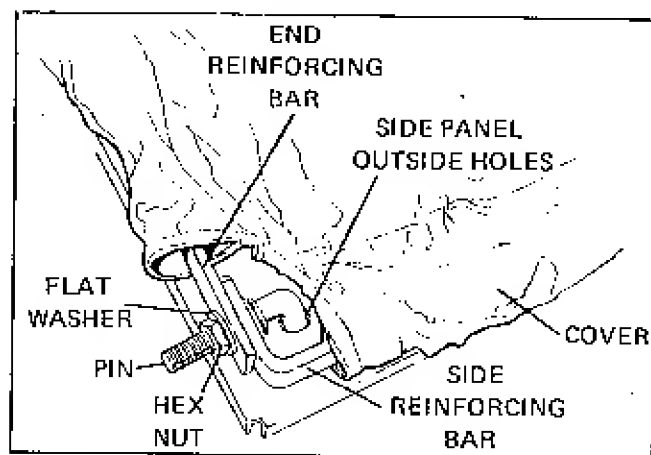 END
REINFORCING
BAR
SIDE PANEL
OUTSIDE HOLES
FLAT
WASHER
PIN
HEX
NUT
SIDE
REINFORCING
BAR
COVER